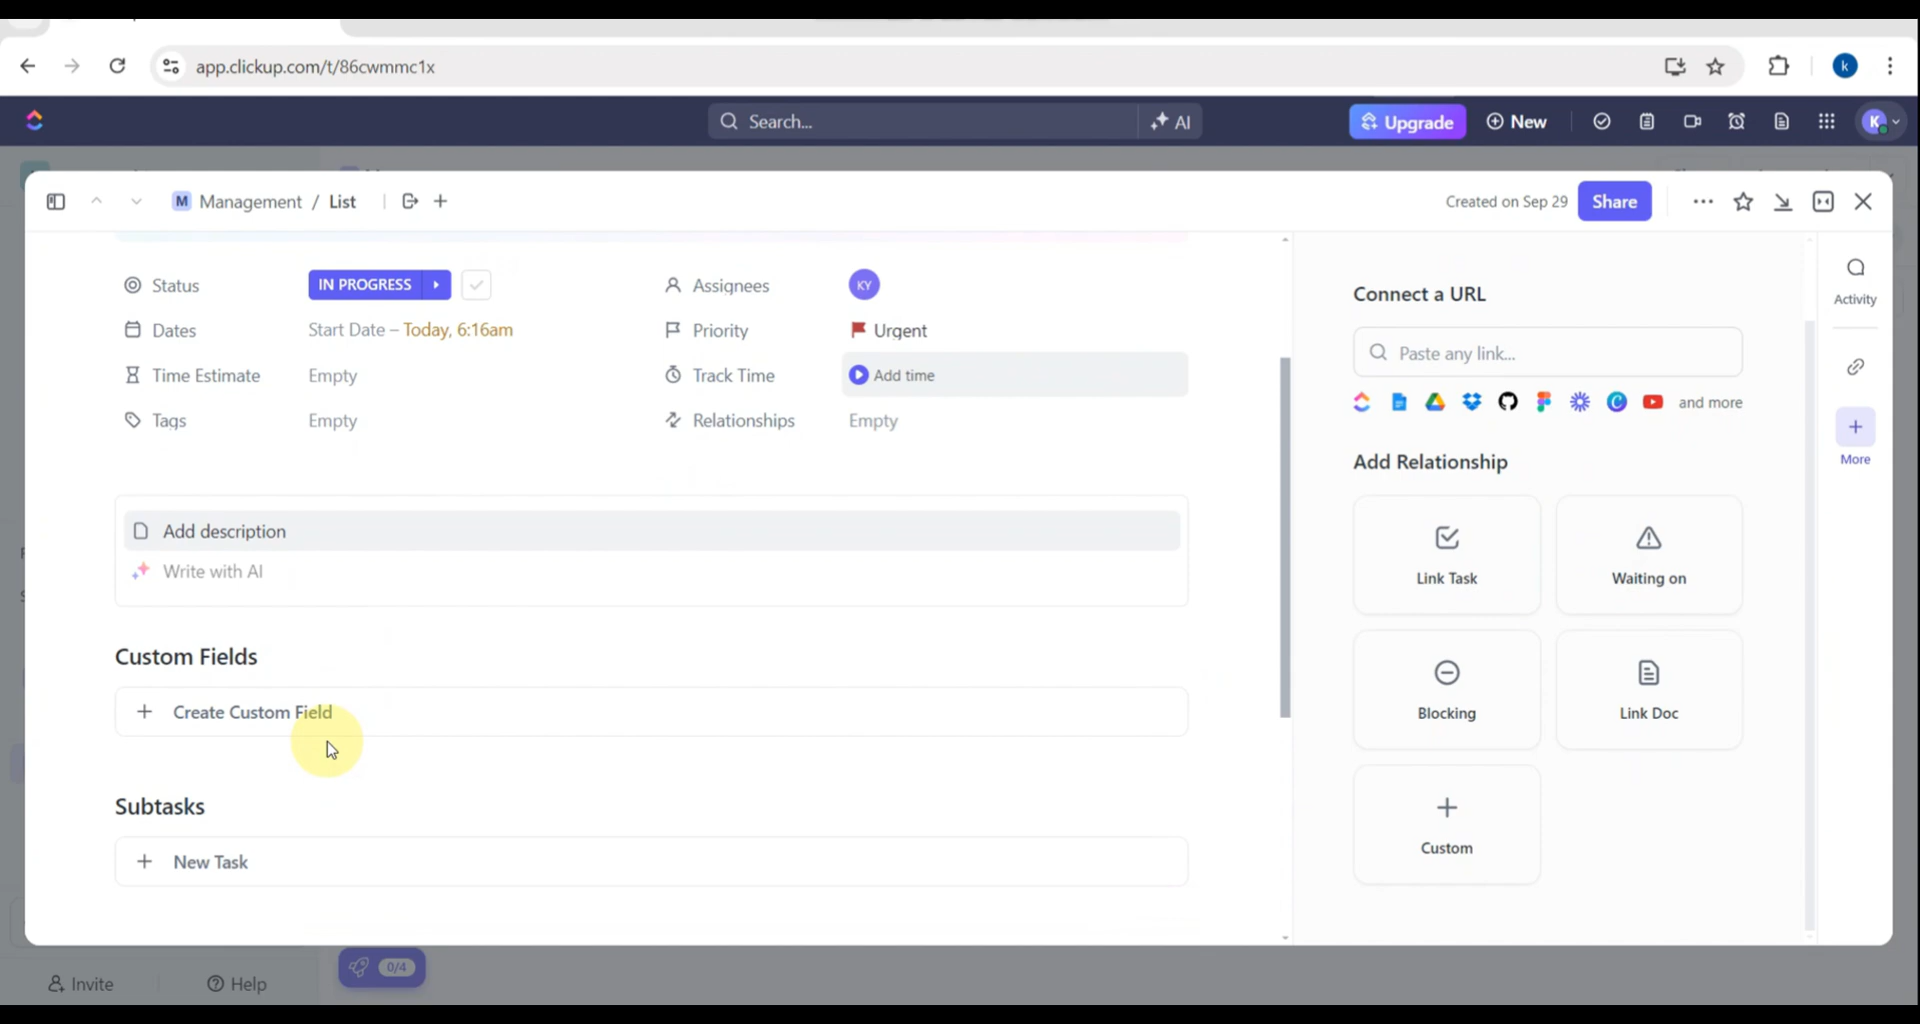 app.clickup.com/t/86cwmmc1x
k
Search...
AI
Upgrade
New
K
M Management / List
Created on Sep 29
Share
Status
IN PROGRESS
Assignees
KY
Dates
Start Date – Today, 6:16am
Priority
Urgent
Time Estimate
Empty
Track Time
Add time
Tags
Empty
Relationships
Empty
Add description
Write with AI
Custom Fields
Create Custom Field
Subtasks
New Task
Connect a URL
Paste any link...
and more
Add Relationship
Link Task
Waiting on
Blocking
Link Doc
Custom
Activity
More
0/4
Invite
Help